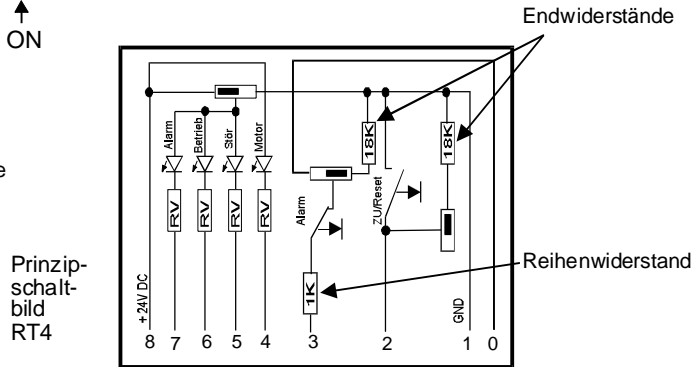 ON
Endwiderstände
e
Alarm
Betrieb
Stör
Motor
18K
18K
RV
RV
RV
RV
Alarm
ZU/Reset
1K
Reihenwiderstand
Prinzip-
schalt-
bild
RT4
+24V DC
GND
8 7 6 5 4 3 2 1 0